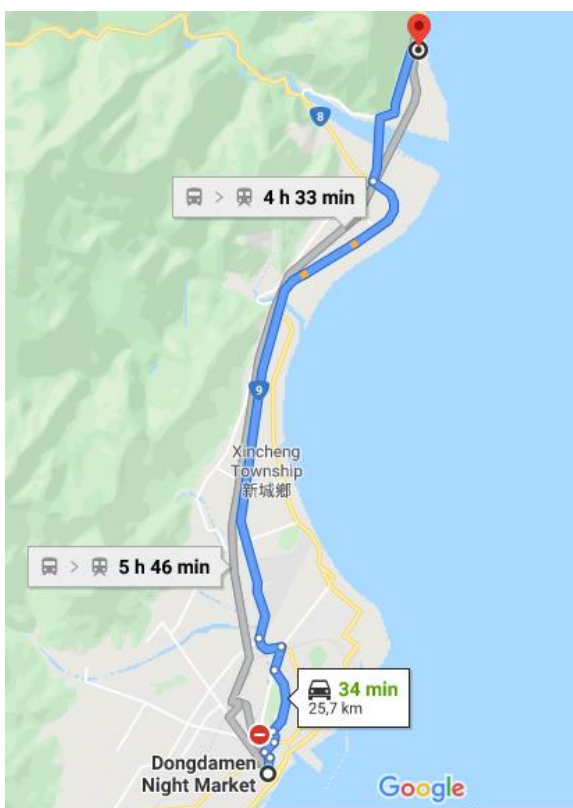 8
4 h 33 min
9
Xincheng
Township
新城鄉
5 h 46 min
34 min
25,7 km
Dongdamen
Night Market
Google